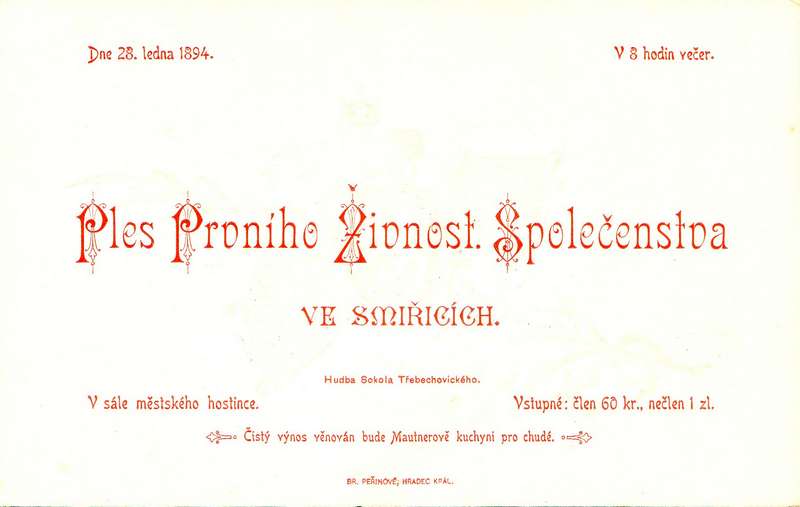 Dne 28. ledna 1894.
V 8 hodin večer.
Ples Prvního Živnost. Společenstva
VE SMIŘICÍCH.
Hudba Sokola Třebechovického.
V sále městského hostince.
Vstupné: člen 60 kr., nečlen 1 zl.
Čistý výnos věnován bude Mautnerově kuchyni pro chudé.
BR. PEŘINOVÉ, HRADEC KRÁL.